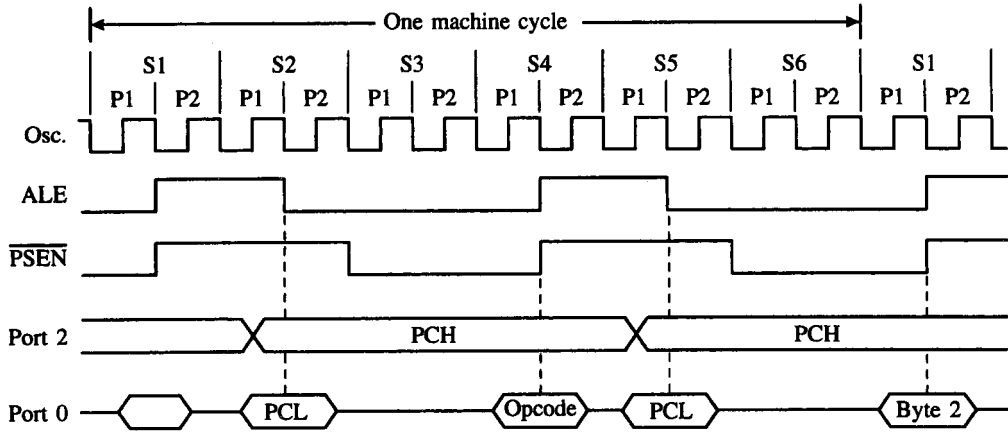 One machine cycle
S1 S2 S3 S4 S5 S6 S1
P1 P2 P1 P2 P1 P2 P1 P2 P1 P2 P1 P2 P1 P2
Osc.
ALE
PSEN
Port 2 PCH PCH
Port 0 PCL Opcode PCL Byte 2